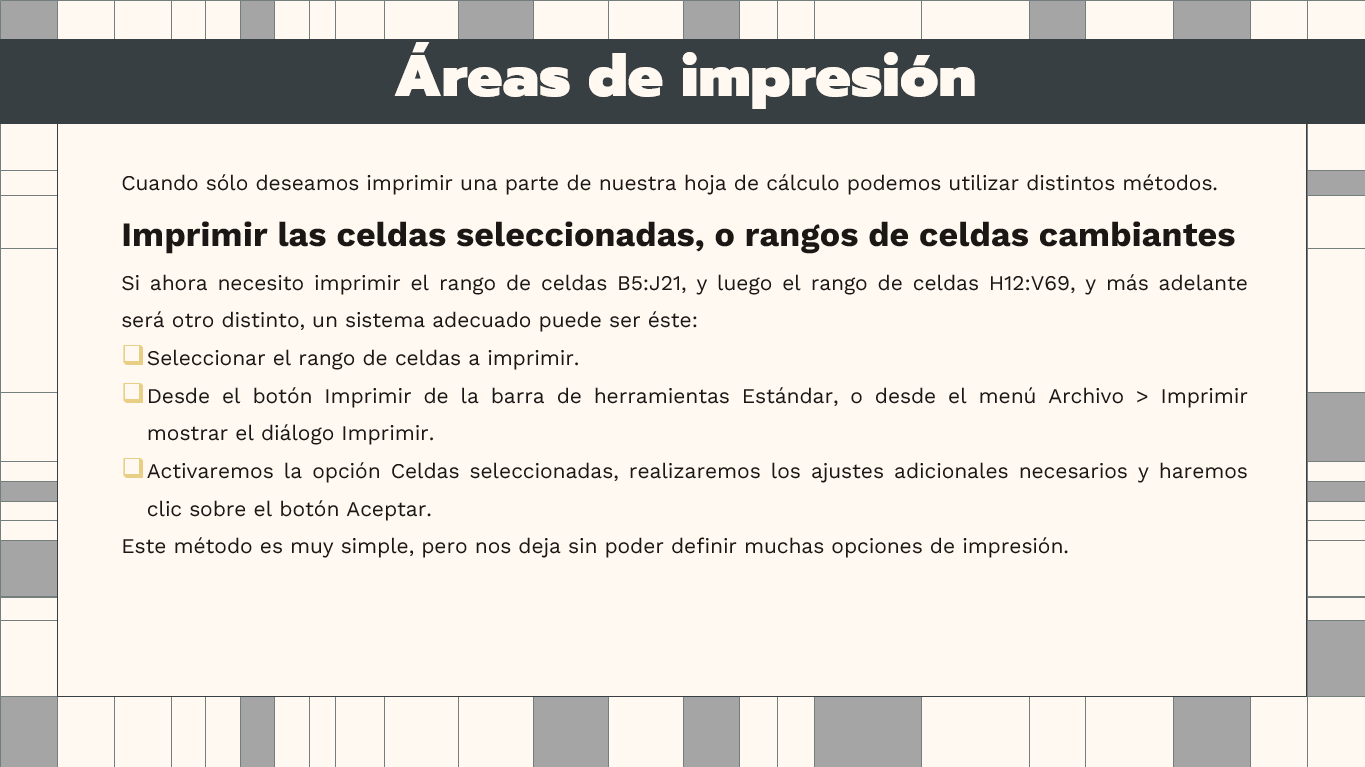 Áreas de impresión
Cuando sólo deseamos imprimir una parte de nuestra hoja de cálculo podemos utilizar distintos métodos.
Imprimir las celdas seleccionadas, o rangos de celdas cambiantes
Si ahora necesito imprimir el rango de celdas B5:J21, y luego el rango de celdas H12:V69, y más adelante
será otro distinto, un sistema adecuado puede ser éste:
❑Seleccionar el rango de celdas a imprimir.
❑Desde el botón Imprimir de la barra de herramientas Estándar, o desde el menú Archivo > Imprimir
mostrar el diálogo Imprimir.
❑Activaremos la opción Celdas seleccionadas, realizaremos los ajustes adicionales necesarios y haremos
clic sobre el botón Aceptar.
Este método es muy simple, pero nos deja sin poder definir muchas opciones de impresión.